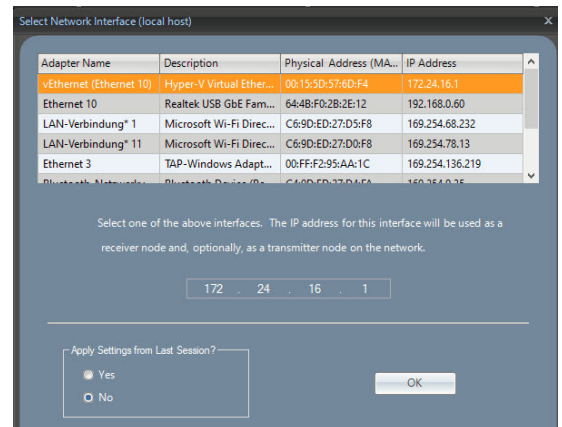 Select Network Interface (local host) x
Adapter Name Description Physical Address (MA... IP Address
vEthernet (Ethernet 10) Hyper-V Virtual Ether... 00:15:5D:57:6D:F4 172.24.16.1
Ethernet 10 Realtek USB GbE Fam... 64:4B:F0:2B:2E:12 192.168.0.60
LAN-Verbindung* 1 Microsoft Wi-Fi Direc... C6:9D:ED:27:D5:F8 169.254.68.232
LAN-Verbindung* 11 Microsoft Wi-Fi Direc... C6:9D:ED:27:D0:F8 169.254.78.13
Ethernet 3 TAP-Windows Adapt... 00:FF:F2:95:AA:1C 169.254.136.219
Select one of the above interfaces. The IP address for this interface will be used as a
receiver node and, optionally, as a transmitter node on the network.
172 . 24 . 16 . 1
Apply Settings from Last Session?
Yes
No
OK